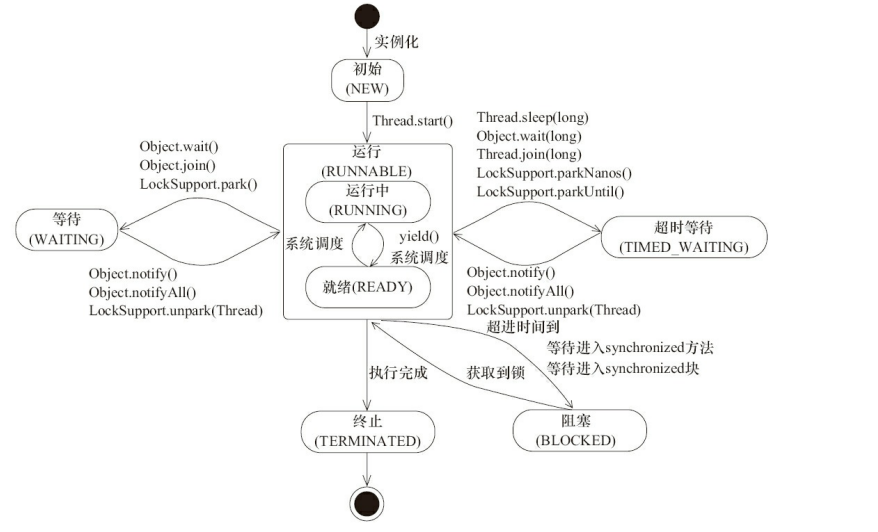 实例化
初始
(NEW)
Thread.start()
Object.wait()
Object.join()
LockSupport.park()
等待
(WAITING)
Object.notify()
Object.notifyAll()
LockSupport.unpark(Thread)
运行
(RUNNABLE)
运行中
(RUNNING)
系统调度
yield()
系统调度
就绪(READY)
Thread.sleep(long)
Object.wait(long)
Thread.join(long)
LockSupport.parkNanos()
LockSupport.parkUntil()
超时等待
(TIMED_WAITING)
Object.notify()
Object.notifyAll()
LockSupport.unpark(Thread)
超进时间到
等待进入synchronized方法
等待进入synchronized块
获取到锁
执行完成
终止
(TERMINATED)
阻塞
(BLOCKED)